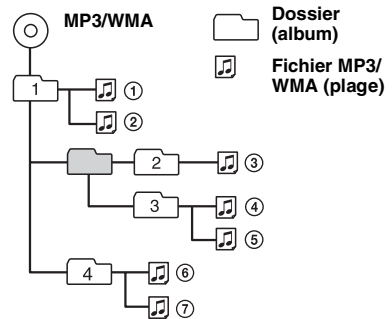 MP3/WMA
Dossier
(album)
Fichier MP3/
WMA (plage)
1
①
②
2
③
3
④
⑤
4
⑥
⑦